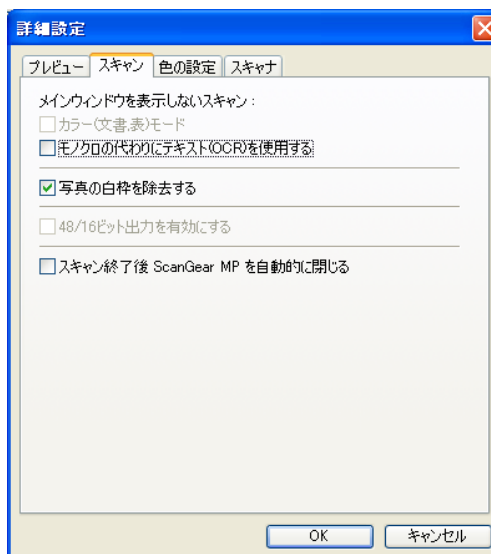 詳細設定
プレビュー スキャン 色の設定 スキャナ
メインウィンドウを表示しないスキャン:
カラー(文書,表)モード
モノクロの代わりにテキスト(OCR)を使用する
写真の白枠を除去する
48/16ビット出力を有効にする
スキャン終了後 ScanGear MP を自動的に閉じる
OK キャンセル